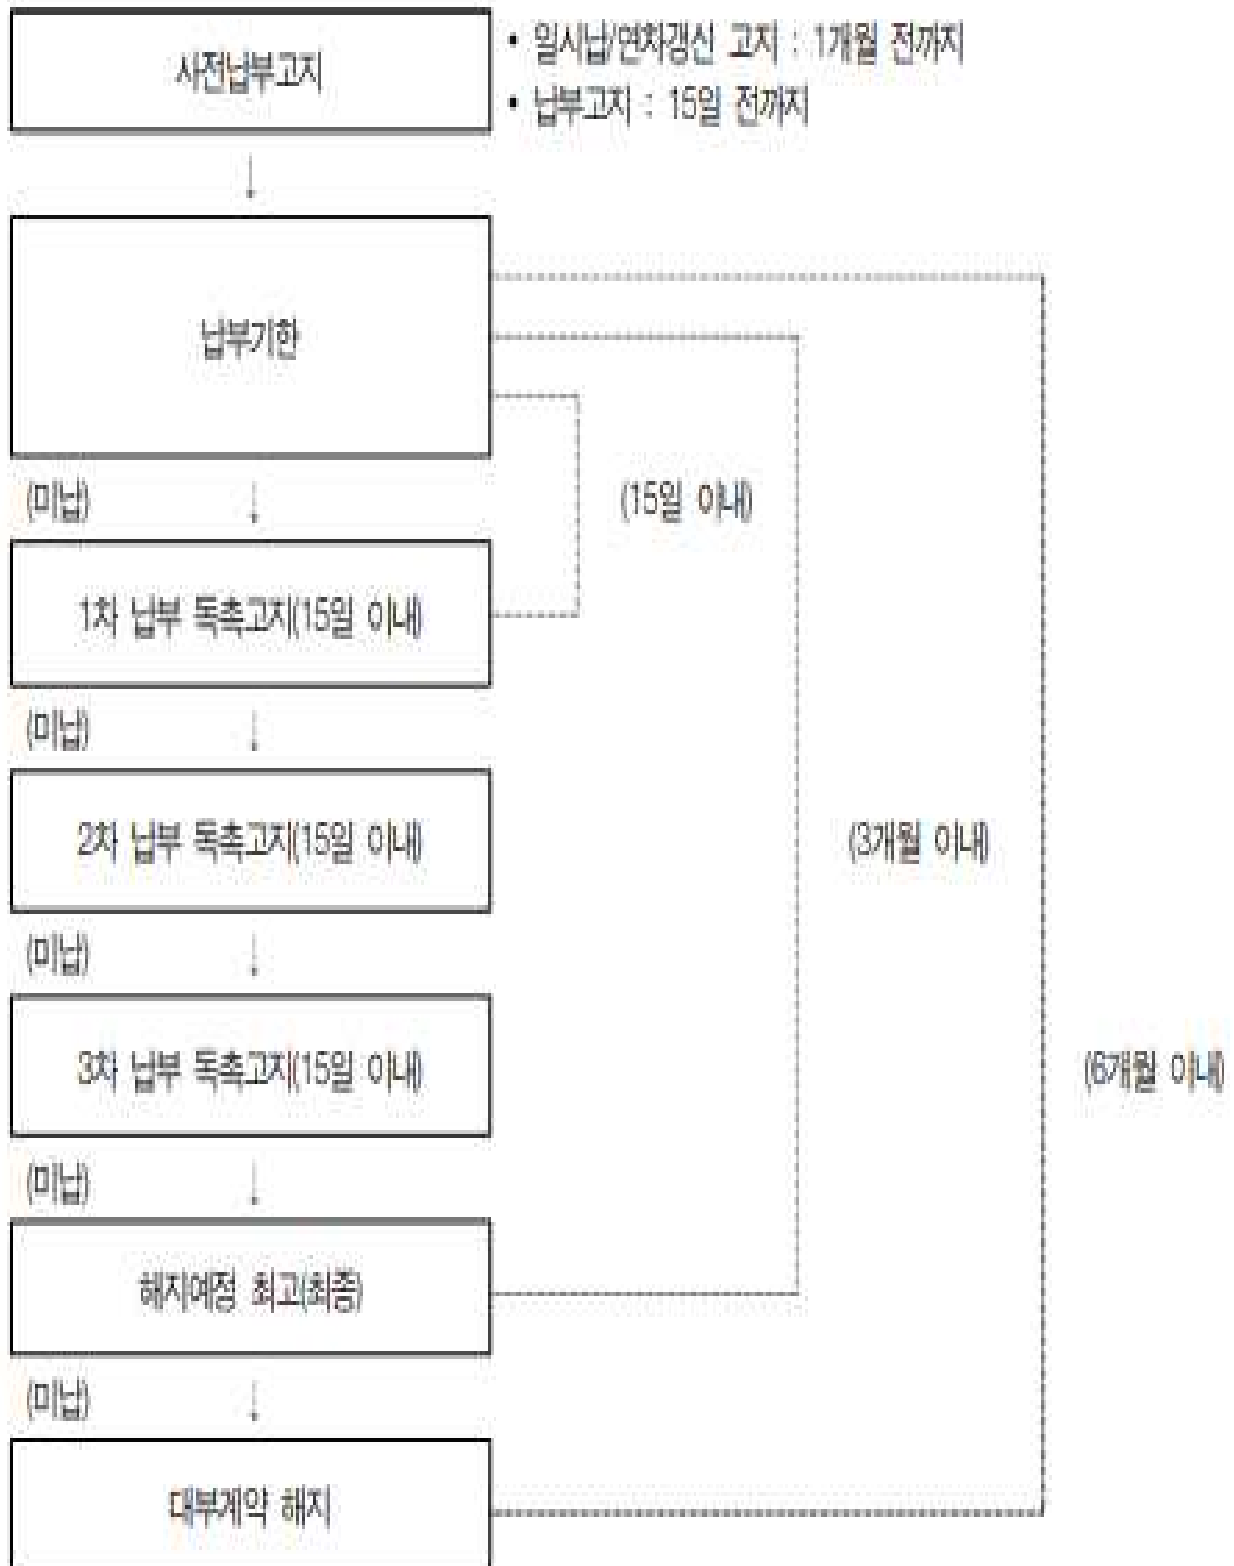 사전납부고지
• 일시납/연차갱신 고지 : 1개월 전까지
• 납부고지 : 15일 전까지
납부기한
(미납)
(15일 이내)
1차 납부 독촉고지(15일 이내)
(미납)
2차 납부 독촉고지(15일 이내)
(3개월 이내)
(미납)
3차 납부 독촉고지(15일 이내)
(6개월 이내)
(미납)
해지예정 최고(최종)
(미납)
대부계약 해지